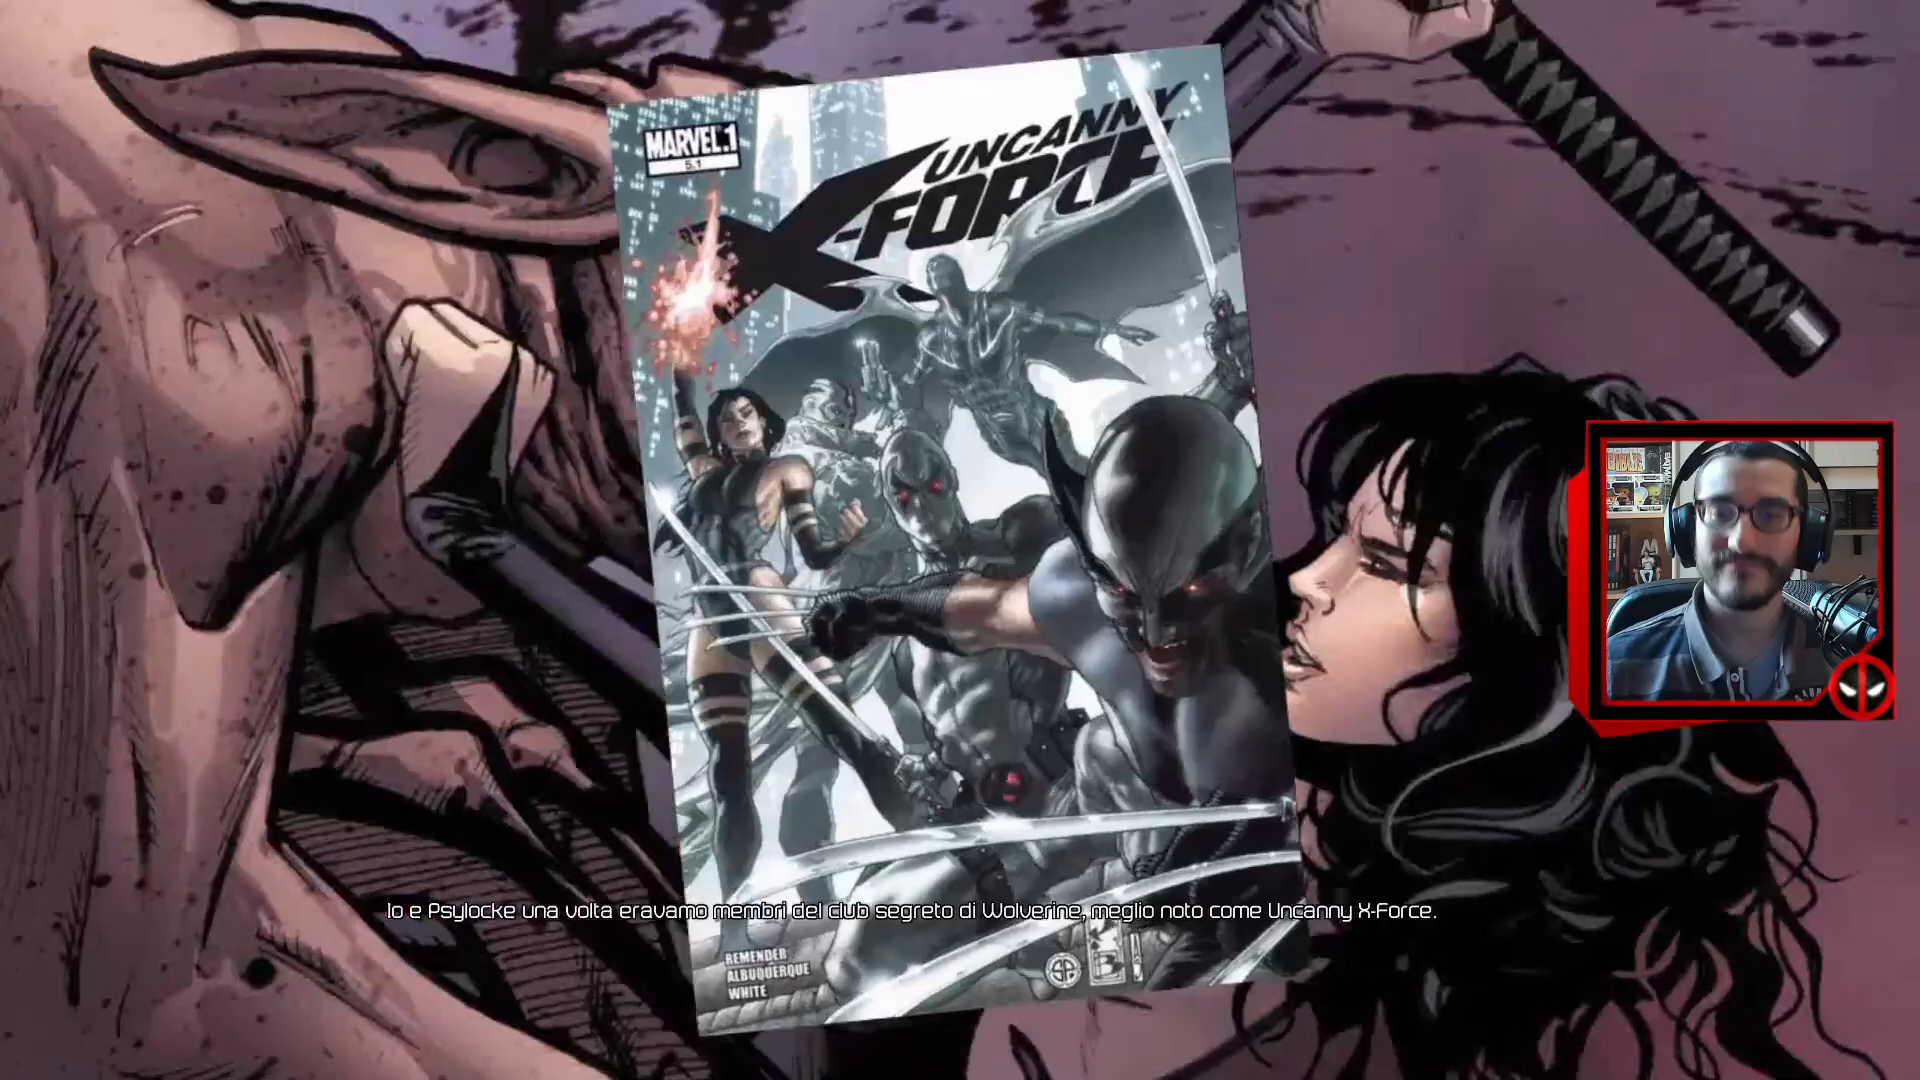 MARVEL.1
5.1
UNCANNY
X-FORCE
Io e Psylocke una volta eravamo membri del club segreto di Wolverine, meglio noto come Uncanny X-Force.
REMENDER
ALBUQUERQUE
WHITE